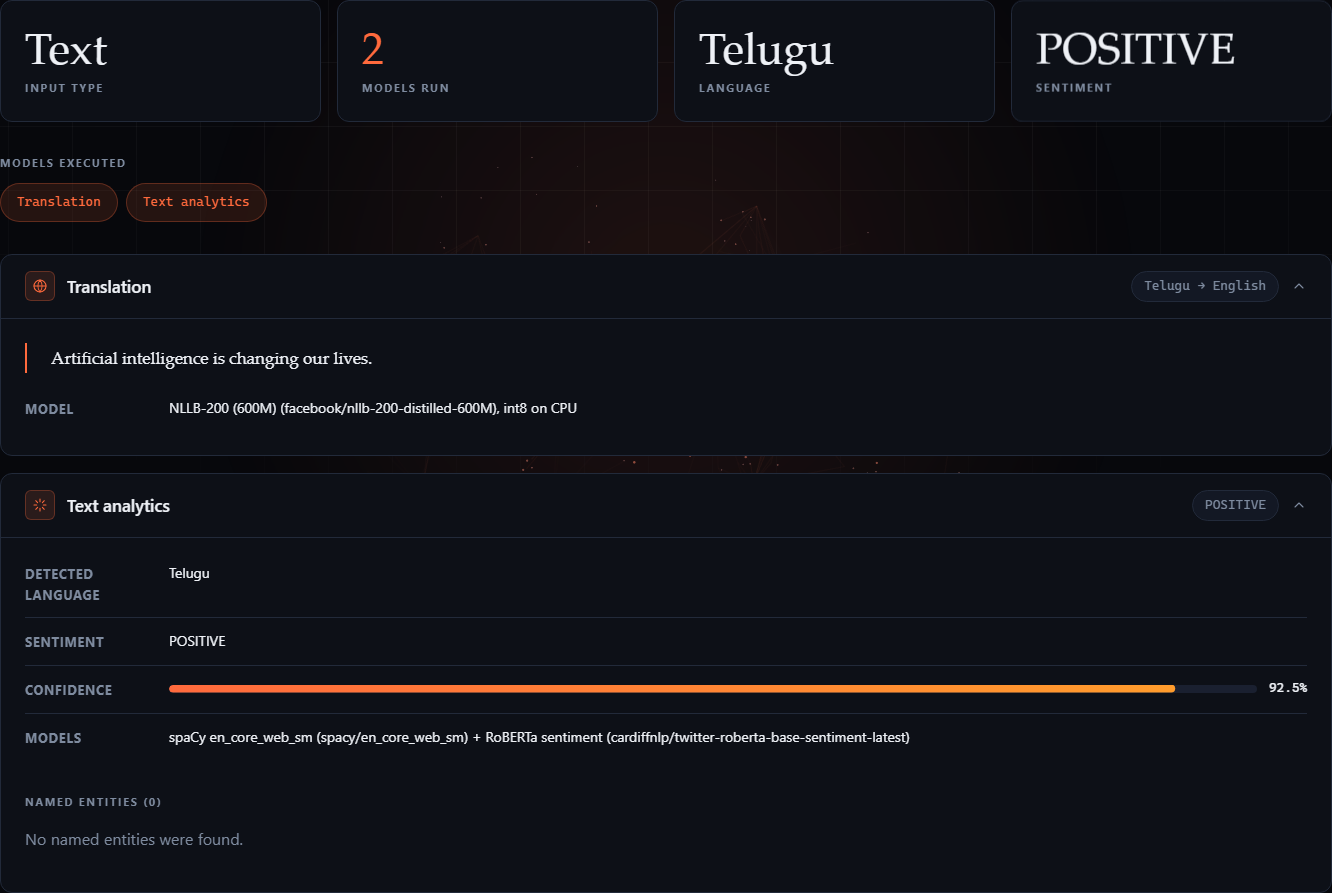 Text
INPUT TYPE
2
MODELS RUN
Telugu
LANGUAGE
POSITIVE
SENTIMENT
MODELS EXECUTED
Translation
Text analytics
Translation
Telugu → English
Artificial intelligence is changing our lives.
MODEL
NLLB-200 (600M) (facebook/nllb-200-distilled-600M), int8 on CPU
Text analytics
POSITIVE
DETECTED
LANGUAGE
Telugu
SENTIMENT
POSITIVE
CONFIDENCE
92.5%
MODELS
spaCy en_core_web_sm (spacy/en_core_web_sm) + RoBERTa sentiment (cardiffnlp/twitter-roberta-base-sentiment-latest)
NAMED ENTITIES (0)
No named entities were found.